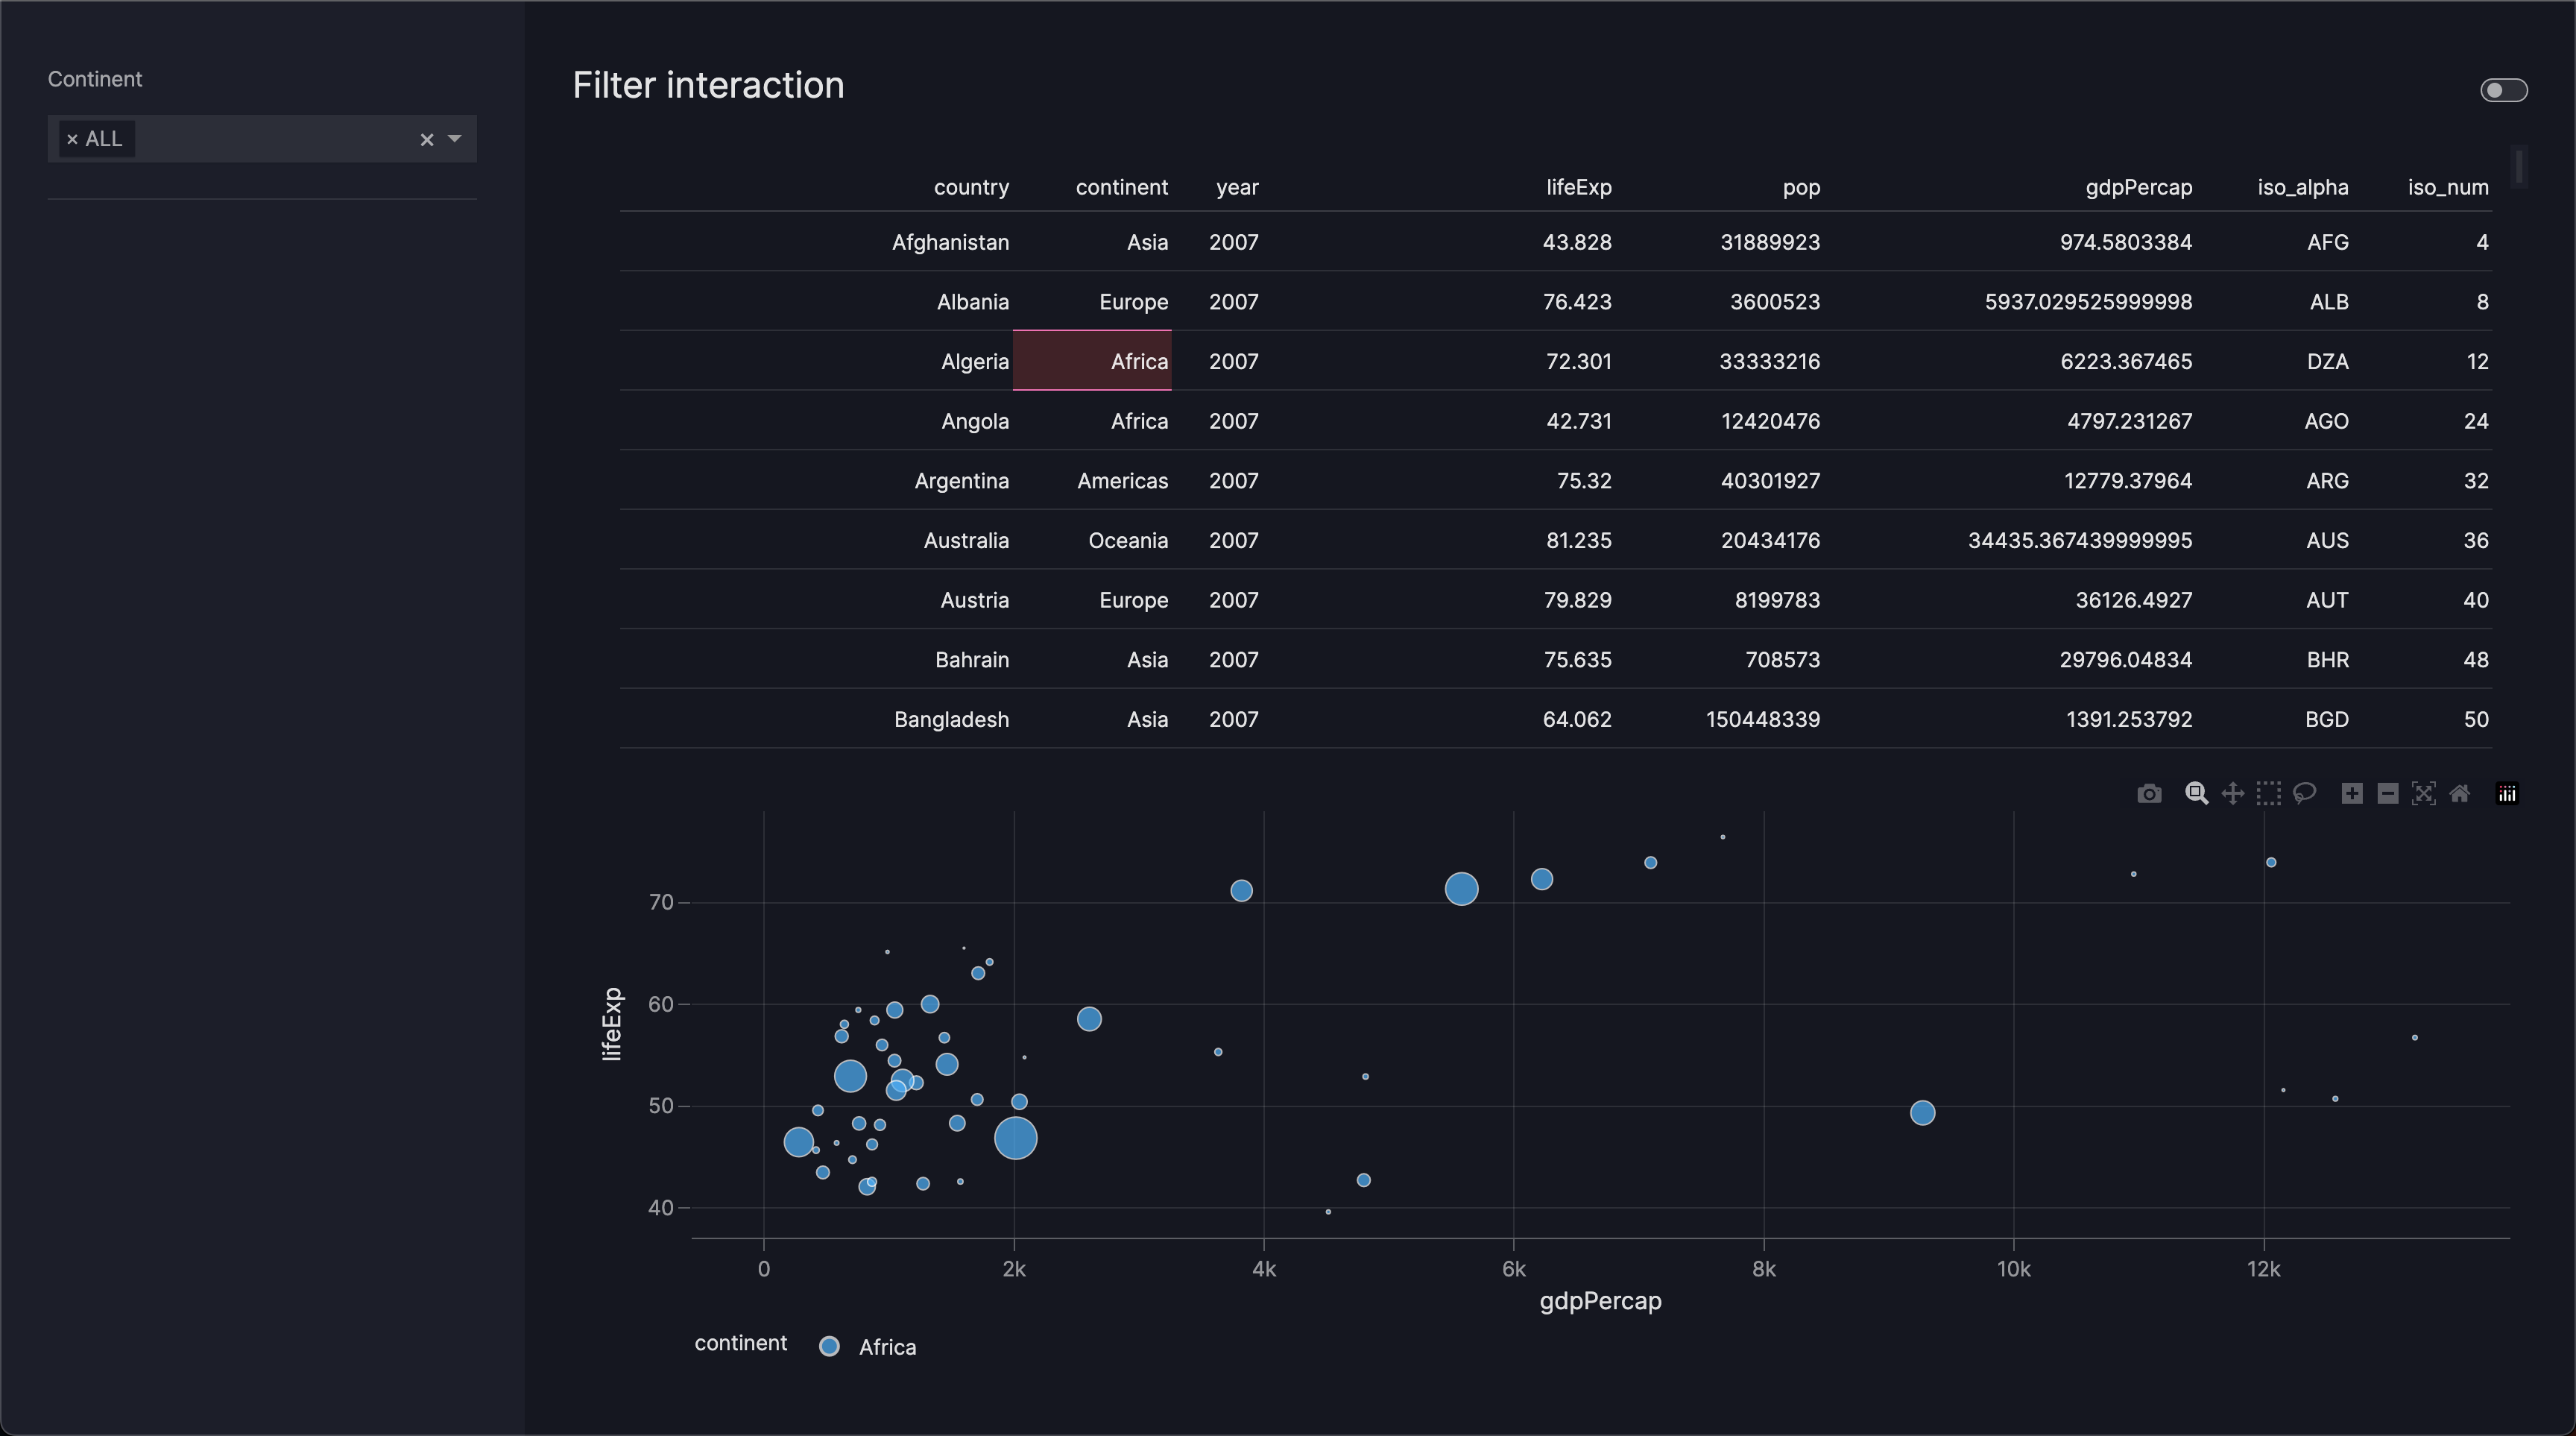 Continent
× ALL
Filter interaction
country continent year lifeExp pop gdpPercap iso_alpha iso_num
Afghanistan Asia 2007 43.828 31889923 974.5803384 AFG 4
Albania Europe 2007 76.423 3600523 5937.029525999998 ALB 8
Algeria Africa 2007 72.301 33333216 6223.367465 DZA 12
Angola Africa 2007 42.731 12420476 4797.231267 AGO 24
Argentina Americas 2007 75.32 40301927 12779.37964 ARG 32
Australia Oceania 2007 81.235 20434176 34435.367439999995 AUS 36
Austria Europe 2007 79.829 8199783 36126.4927 AUT 40
Bahrain Asia 2007 75.635 708573 29796.04834 BHR 48
Bangladesh Asia 2007 64.062 150448339 1391.253792 BGD 50
70
60
50
40
lifeExp
0 2k 4k 6k 8k 10k 12k
gdpPercap
continent Africa